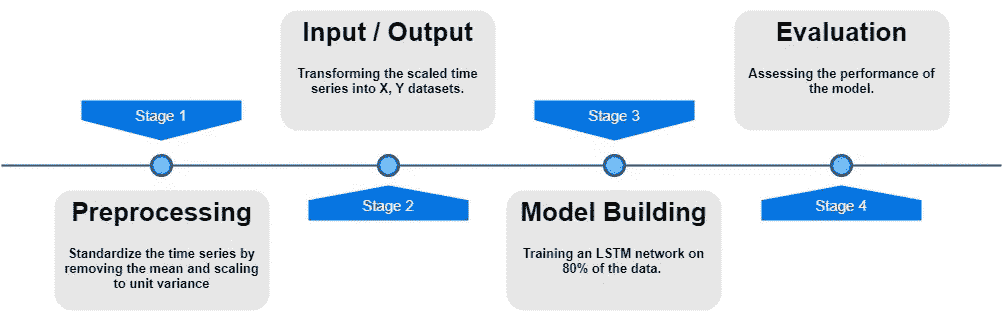 Stage 1
Preprocessing
Standardize the time series by
removing the mean and scaling
to unit variance
Input / Output
Transforming the scaled time
series into X, Y datasets.
Stage 2
Stage 3
Model Building
Training an LSTM network on
80% of the data.
Evaluation
Assessing the performance of
the model.
Stage 4